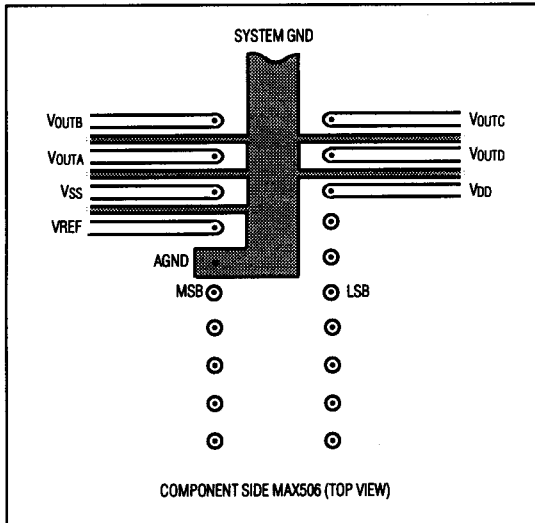 SYSTEM GND
VOUTB
VOUTC
VOUTA
VOUTD
VSS
VDD
VREF
AGND
MSB
LSB
COMPONENT SIDE MAX506 (TOP VIEW)